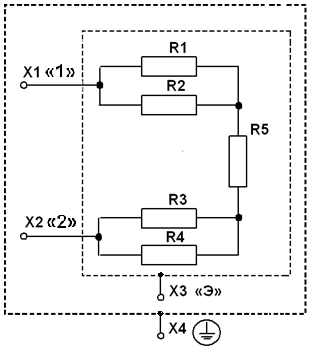 R1
X1 «1»
R2
R5
R3
X2 «2»
R4
X3 «Э»
X4